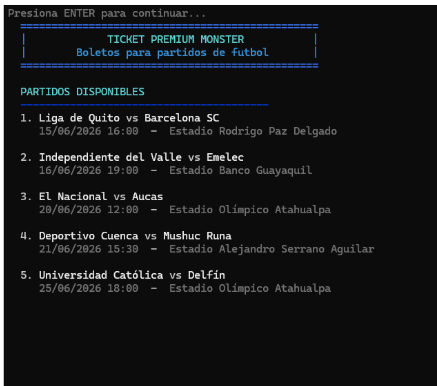 Presiona ENTER para continuar...
TICKET PREMIUM MONSTER
Boletos para partidos de futbol
PARTIDOS DISPONIBLES
1. Liga de Quito vs Barcelona SC
15/06/2026 16:00 - Estadio Rodrigo Paz Delgado
2. Independiente del Valle vs Emelec
16/06/2026 19:00 - Estadio Banco Guayaquil
3. El Nacional vs Aucas
20/06/2026 12:00 - Estadio Olímpico Atahualpa
4. Deportivo Cuenca vs Mushuc Runa
21/06/2026 15:30 - Estadio Alejandro Serrano Aguilar
5. Universidad Católica vs Delfín
25/06/2026 18:00 - Estadio Olímpico Atahualpa